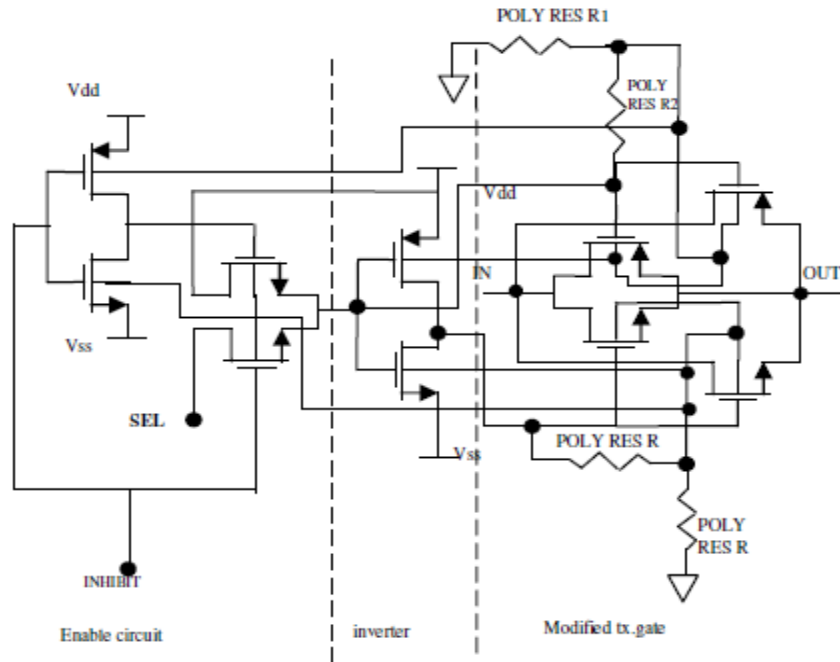 POLY RES R1
Vdd
POLY
RES R2
Vdd
IN
OUT
Vss
SEL
Vss
POLY RES R
POLY
RES R
INHIBIT
Enable circuit
inverter
Modified tx.gate